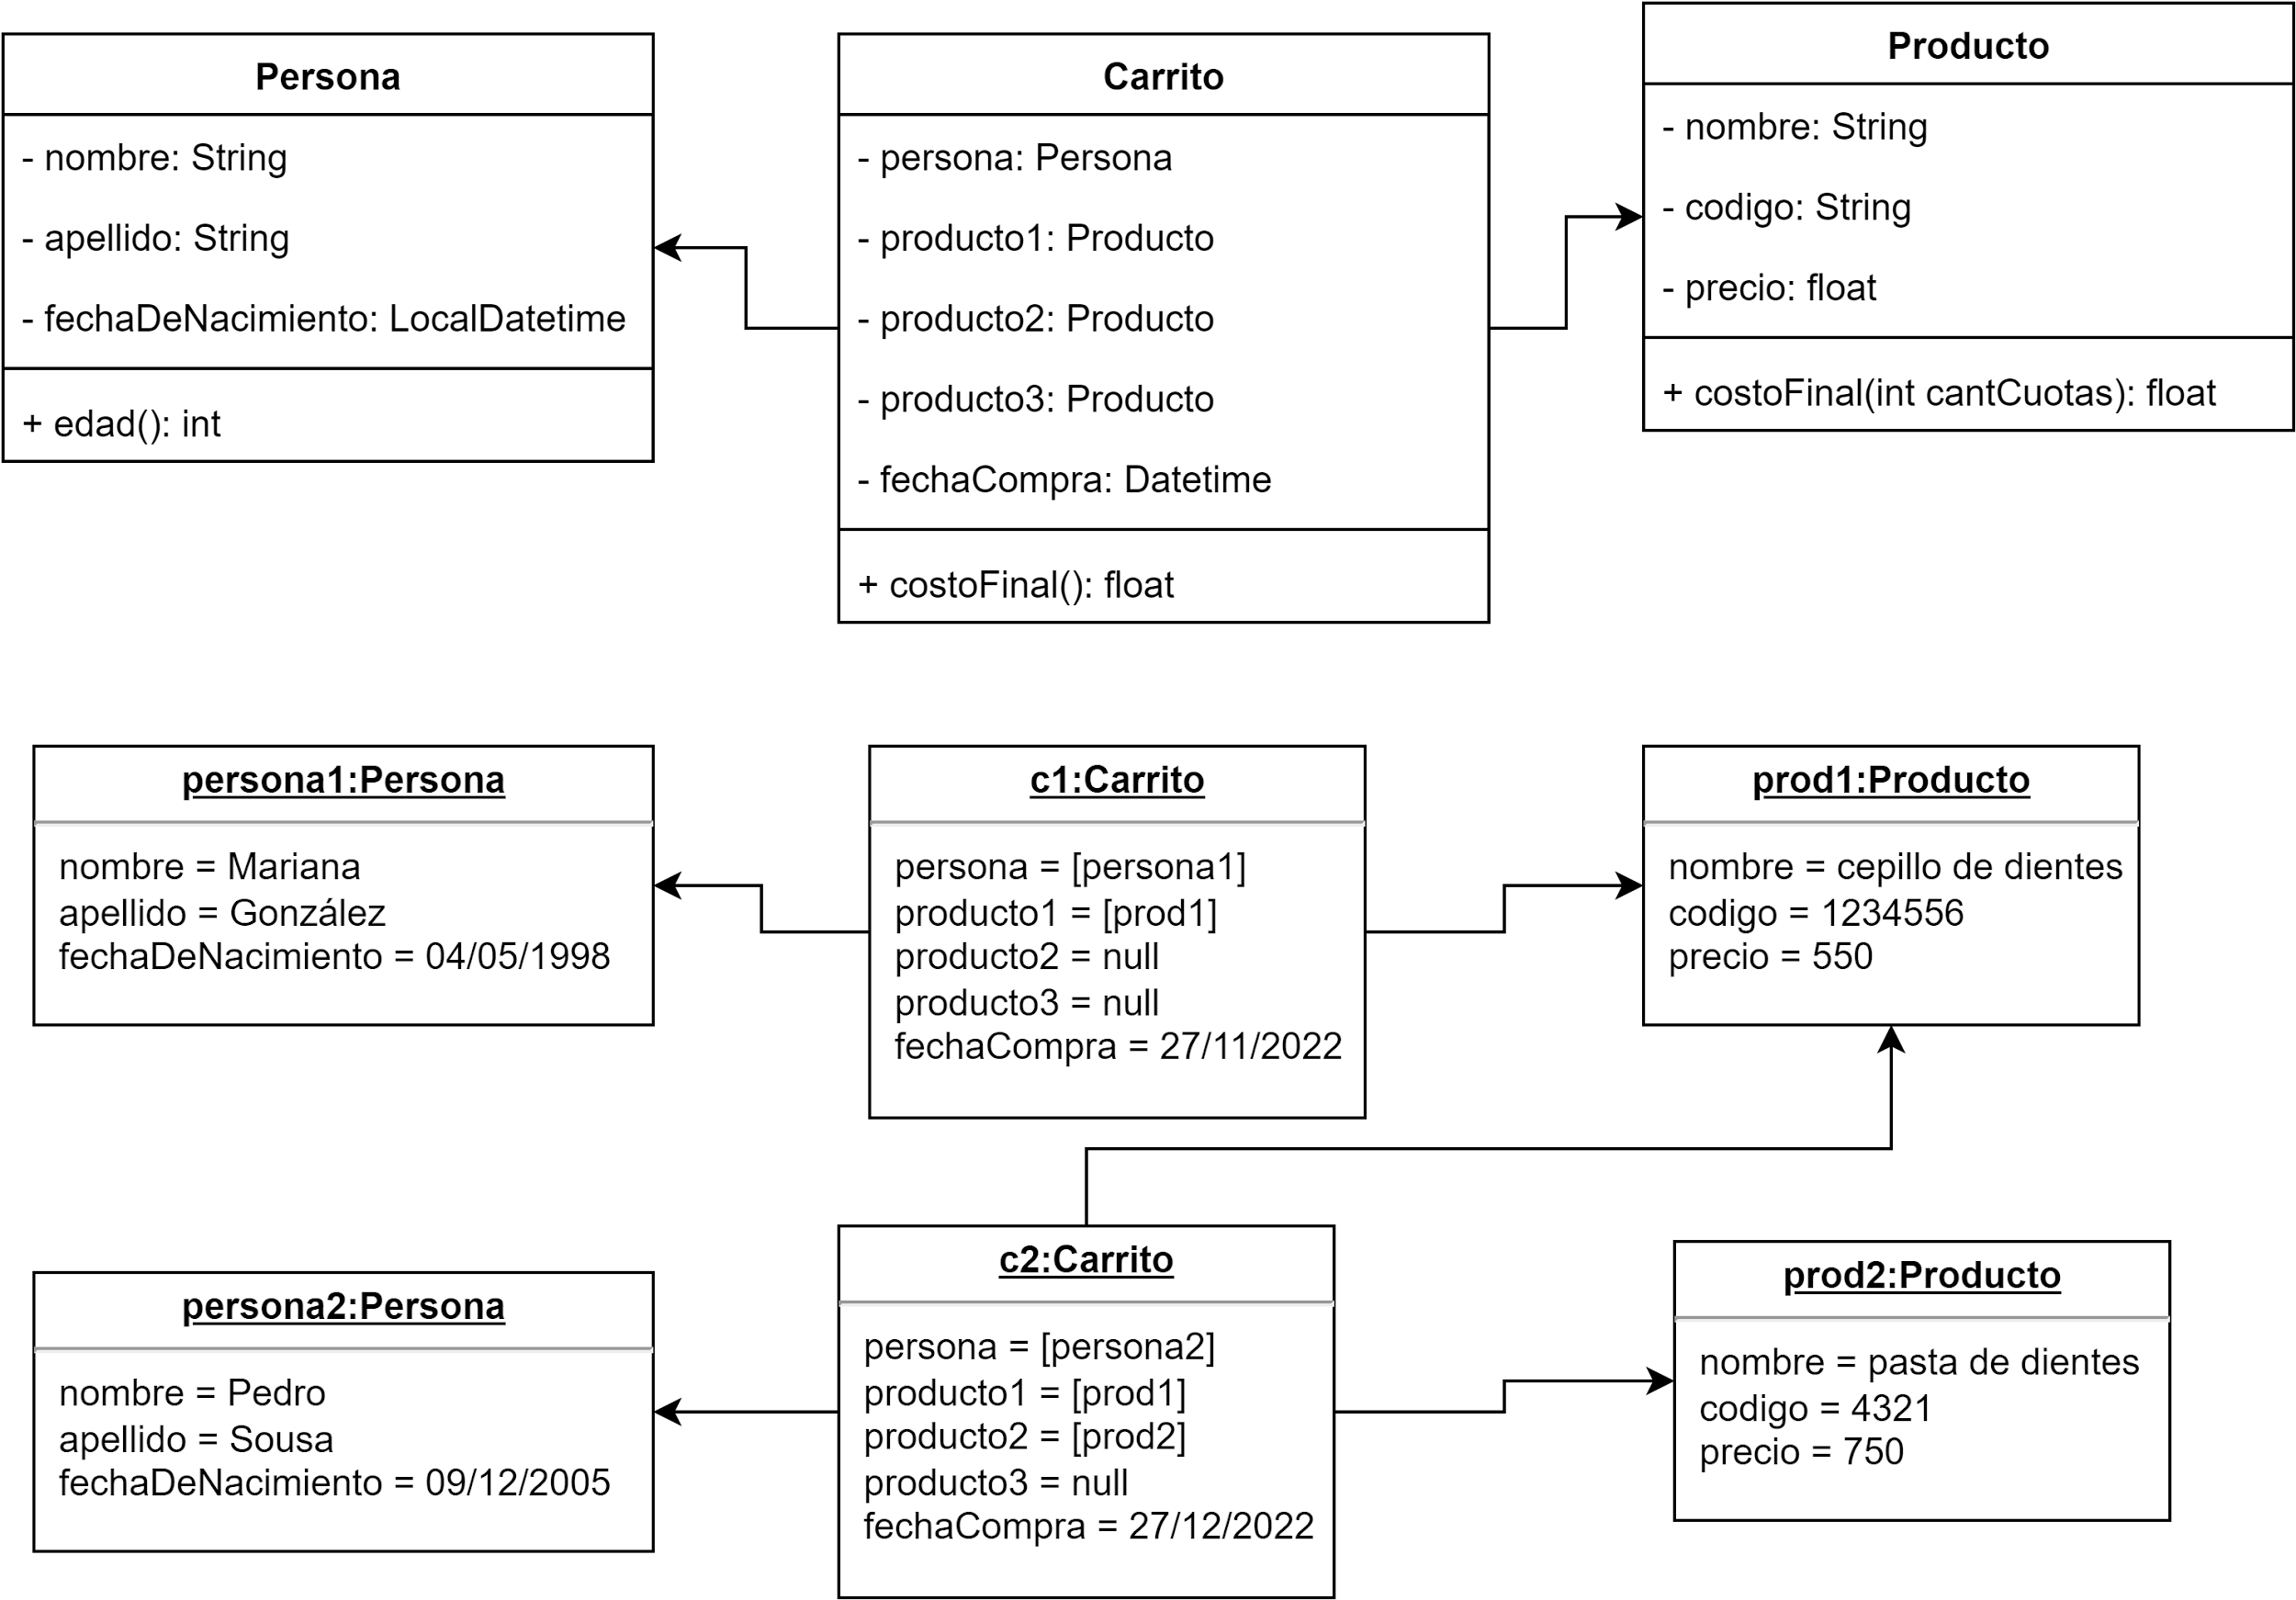 Persona
- nombre: String
- apellido: String
- fechaDeNacimiento: LocalDatetime
+ edad(): int
Carrito
- persona: Persona
- producto1: Producto
- producto2: Producto
- producto3: Producto
- fechaCompra: Datetime
+ costoFinal(): float
Producto
- nombre: String
- codigo: String
- precio: float
+ costoFinal(int cantCuotas): float
persona1:Persona
nombre = Mariana
apellido = González
fechaDeNacimiento = 04/05/1998
c1:Carrito
persona = [persona1]
producto1 = [prod1]
producto2 = null
producto3 = null
fechaCompra = 27/11/2022
prod1:Producto
nombre = cepillo de dientes
codigo = 1234556
precio = 550
persona2:Persona
nombre = Pedro
apellido = Sousa
fechaDeNacimiento = 09/12/2005
c2:Carrito
persona = [persona2]
producto1 = [prod1]
producto2 = [prod2]
producto3 = null
fechaCompra = 27/12/2022
prod2:Producto
nombre = pasta de dientes
codigo = 4321
precio = 750